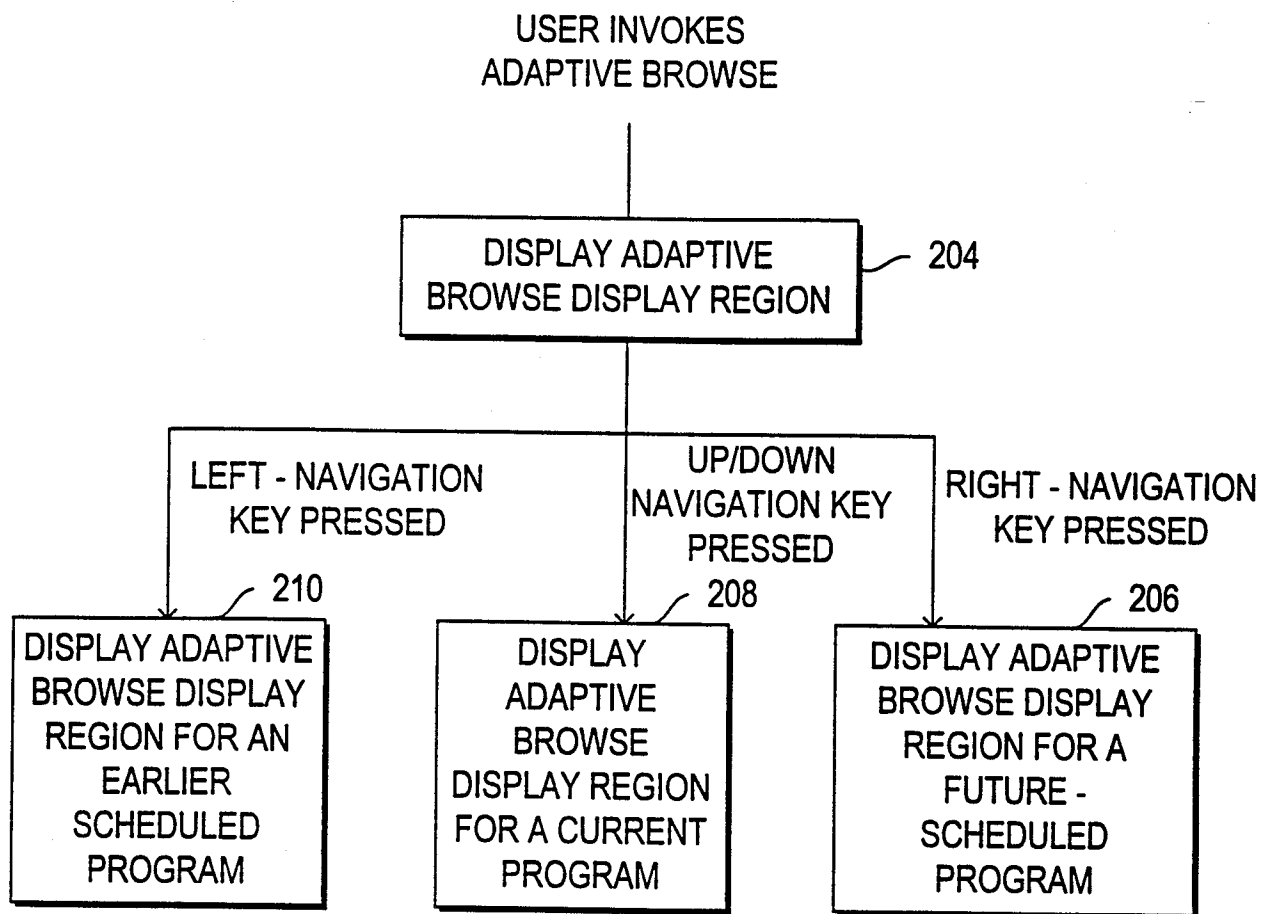 USER INVOKES
ADAPTIVE BROWSE
DISPLAY ADAPTIVE
BROWSE DISPLAY REGION
204
LEFT - NAVIGATION
KEY PRESSED
UP/DOWN
NAVIGATION KEY
PRESSED
RIGHT - NAVIGATION
KEY PRESSED
210
DISPLAY ADAPTIVE
BROWSE DISPLAY
REGION FOR AN
EARLIER
SCHEDULED
PROGRAM
208
DISPLAY
ADAPTIVE
BROWSE
DISPLAY REGION
FOR A CURRENT
PROGRAM
206
DISPLAY ADAPTIVE
BROWSE DISPLAY
REGION FOR A
FUTURE -
SCHEDULED
PROGRAM